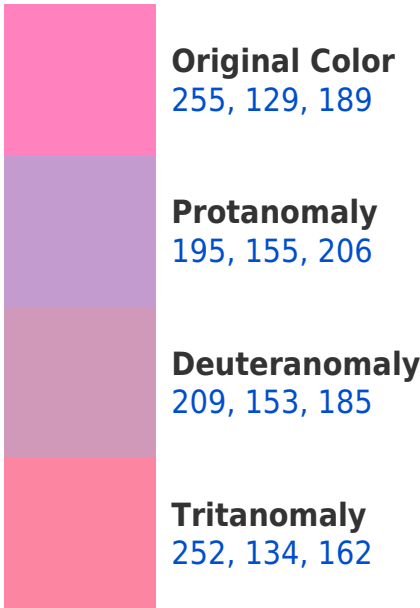 Original Color
255, 129, 189
Protanomaly
195, 155, 206
Deuteranomaly
209, 153, 185
Tritanomaly
252, 134, 162